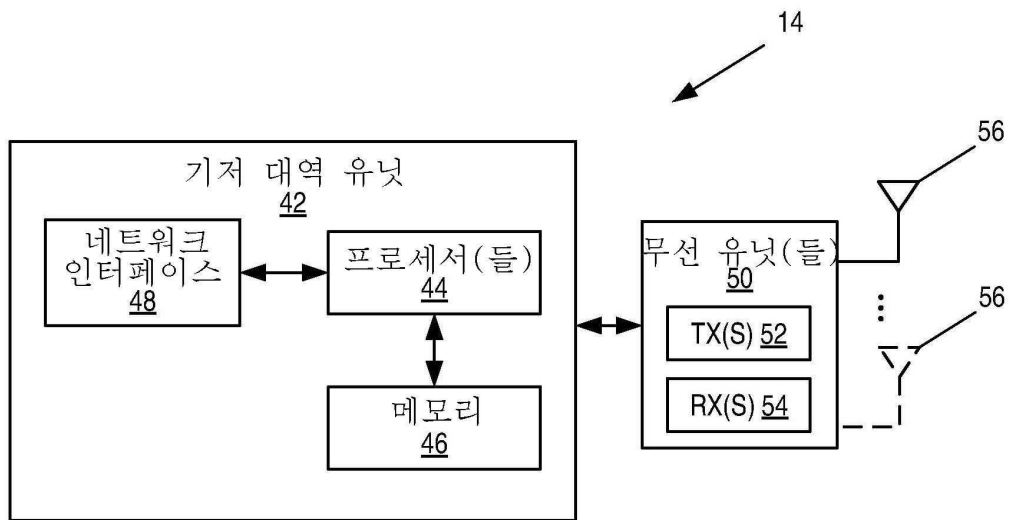 14
56
기저 대역 유닛
42
네트워크
인터페이스
48
프로세서(들)
44
메모리
46
무선 유닛(들)
50
TX(S) 52
RX(S) 54
56